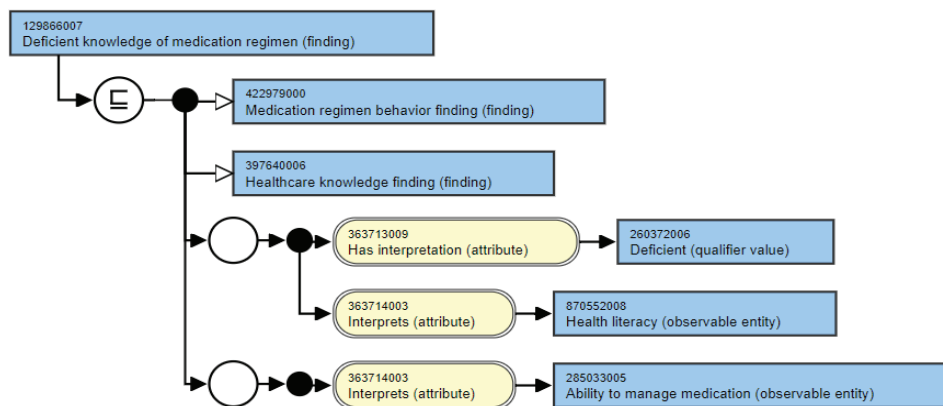 129866007
Deficient knowledge of medication regimen (finding)
⊑
422979000
Medication regimen behavior finding (finding)
397640006
Healthcare knowledge finding (finding)
363713009
Has interpretation (attribute)
260372006
Deficient (qualifier value)
363714003
Interprets (attribute)
870552008
Health literacy (observable entity)
363714003
Interprets (attribute)
285033005
Ability to manage medication (observable entity)